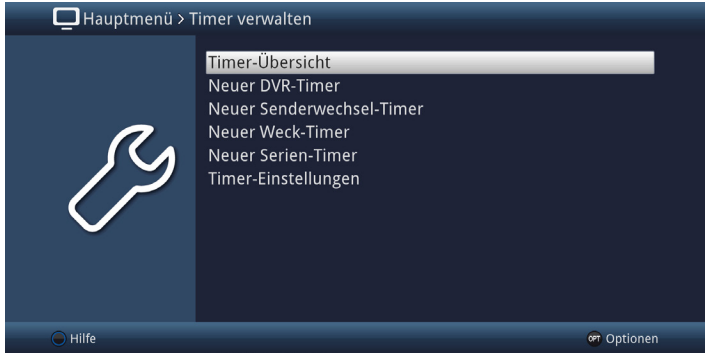 Hauptmenü > Timer verwalten
Timer-Übersicht
Neuer DVR-Timer
Neuer Senderwechsel-Timer
Neuer Weck-Timer
Neuer Serien-Timer
Timer-Einstellungen
Hilfe
OPT Optionen